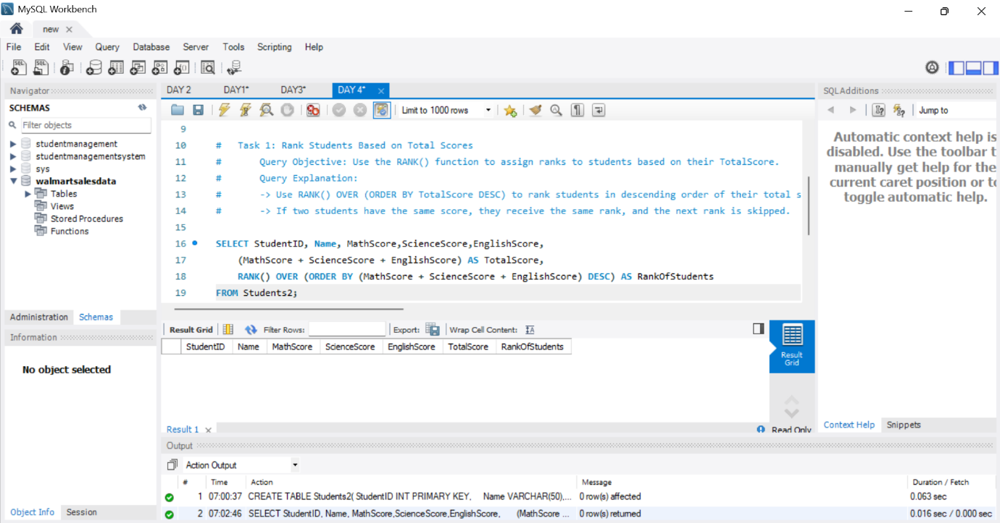 MySQL Workbench
new
File Edit View Query Database Server Tools Scripting Help
Navigator
SCHEMAS
Filter objects
studentmanagement
studentmanagementsystem
sys
walmartsalesdata
Tables
Views
Stored Procedures
Functions
Administration Schemas
Information
No object selected
Object Info Session
DAY 2 DAY1* DAY3* DAY 4*
Limit to 1000 rows
9
10 # Task 1: Rank Students Based on Total Scores
11 # Query Objective: Use the RANK() function to assign ranks to students based on their TotalScore.
12 # Query Explanation:
13 # -> Use RANK() OVER (ORDER BY TotalScore DESC) to rank students in descending order of their total s
14 # -> If two students have the same score, they receive the same rank, and the next rank is skipped.
15
16 SELECT StudentID, Name, MathScore,ScienceScore,EnglishScore,
17 (MathScore + ScienceScore + EnglishScore) AS TotalScore,
18 RANK() OVER (ORDER BY (MathScore + ScienceScore + EnglishScore) DESC) AS RankOfStudents
19 FROM Students2;
Result Grid Filter Rows: Export: Wrap Cell Content:
StudentID Name MathScore ScienceScore EnglishScore TotalScore RankOfStudents
Result
Grid
Result 1
Read Only
SQLAdditions
Jump to
Automatic context help is
disabled. Use the toolbar t
manually get help for the
current caret position or to
toggle automatic help.
Context Help Snippets
Output
Action Output
# Time Action Message Duration / Fetch
1 07:00:37 CREATE TABLE Students2( StudentID INT PRIMARY KEY, Name VARCHAR(50),... 0 row(s) affected 0.063 sec
2 07:02:46 SELECT StudentID, Name, MathScore,ScienceScore,EnglishScore, (MathScore ... 0 row(s) returned 0.016 sec / 0.000 sec